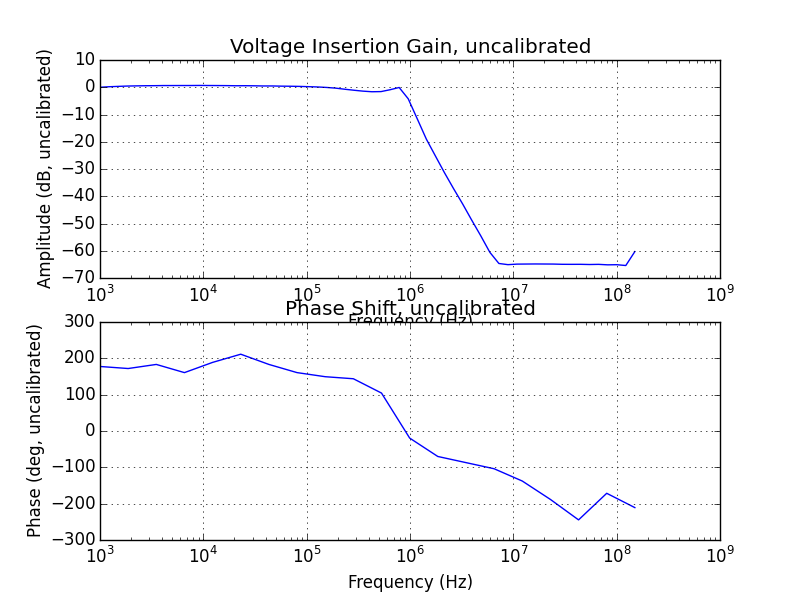 Voltage Insertion Gain, uncalibrated
Amplitude (dB, uncalibrated)
10
0
−10
−20
−30
−40
−50
−60
−70
10³ 10⁴ 10⁵ 10⁶ 10⁷ 10⁸ 10⁹
Frequency (Hz)
Phase Shift, uncalibrated
Phase (deg, uncalibrated)
300
200
100
0
−100
−200
−300
10³ 10⁴ 10⁵ 10⁶ 10⁷ 10⁸ 10⁹
Frequency (Hz)